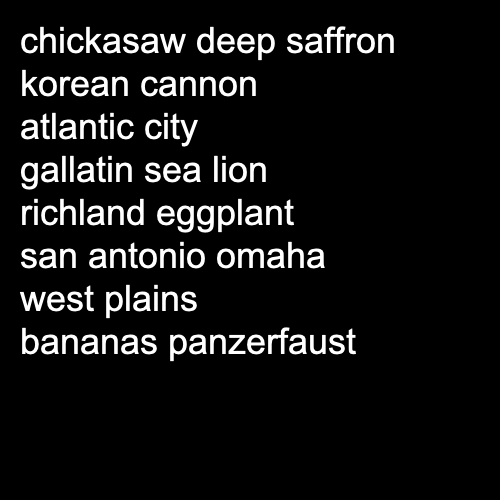 chickasaw deep saffron
korean cannon
atlantic city
gallatin sea lion
richland eggplant
san antonio omaha
west plains
bananas panzerfaust